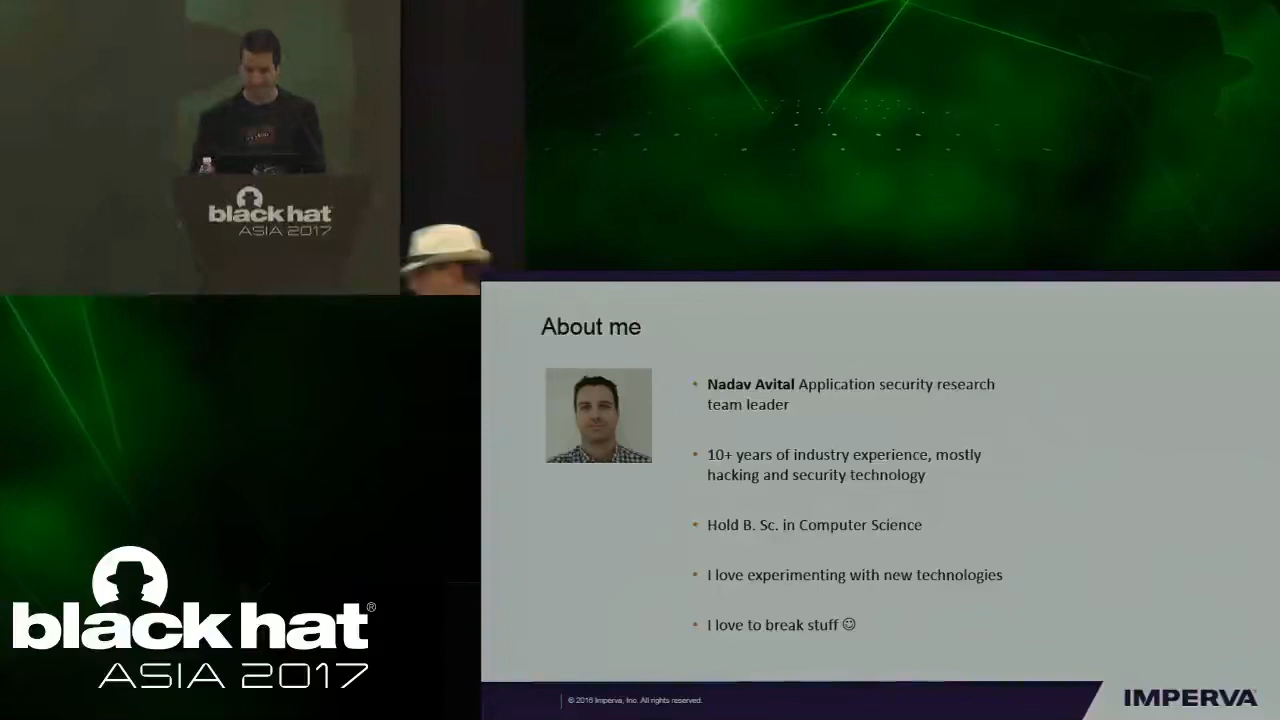 black hat
ASIA 2017
About me
• Nadav Avital Application security research
team leader
• 10+ years of industry experience, mostly
hacking and security technology
• Hold B. Sc. in Computer Science
• I love experimenting with new technologies
• I love to break stuff ☺
black hat®
ASIA 2017
© 2016 Imperva, Inc. All rights reserved.
IMPERVA